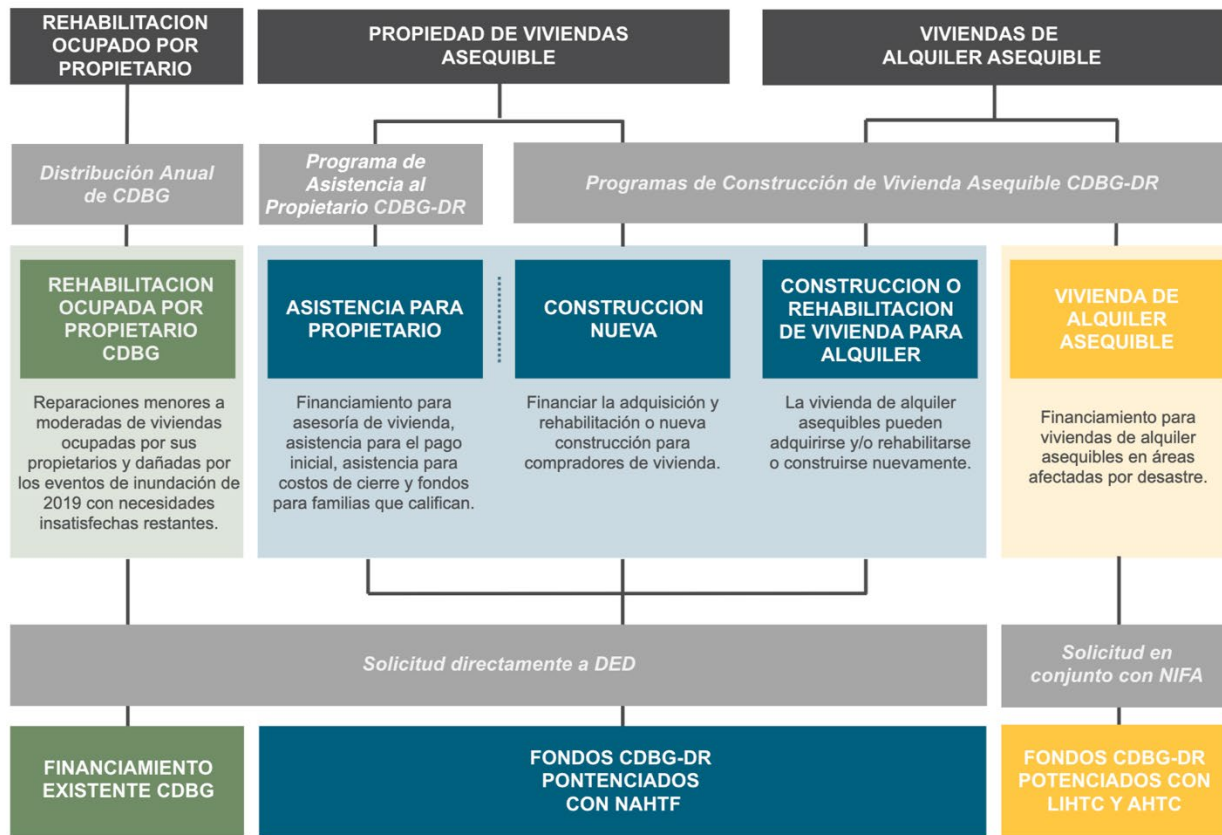 REHABILITACION
OCUPADO POR
PROPIETARIO
PROPIEDAD DE VIVIENDAS
ASEQUIBLE
VIVIENDAS DE
ALQUILER ASEQUIBLE
Distribución Anual
de CDBG
Programa de
Asistencia al
Propietario CDBG-DR
Programas de Construcción de Vivienda Asequible CDBG-DR
REHABILITACION
OCUPADA POR
PROPIETARIO
CDBG
Reparaciones menores a
moderadas de viviendas
ocupadas por sus
propietarios y dañadas por
los eventos de inundación de
2019 con necesidades
insatisfechas restantes.
ASISTENCIA PARA
PROPIETARIO
Financiamiento para
asesoría de vivienda,
asistencia para el pago
inicial, asistencia para
costos de cierre y fondos
para familias que califican.
CONSTRUCCION
NUEVA
Financiar la adquisición y
rehabilitación o nueva
construcción para
compradores de vivienda.
CONSTRUCCION O
REHABILITACION
DE VIVIENDA PARA
ALQUILER
La vivienda de alquiler
asequibles pueden
adquirirse y/o rehabilitarse
o construirse nuevamente.
VIVIENDA DE
ALQUILER
ASEQUIBLE
Financiamiento para
viviendas de alquiler
asequibles en áreas
afectadas por desastre.
Solicitud directamente a DED
Solicitud en
conjunto con NIFA
FINANCIAMIENTO
EXISTENTE CDBG
FONDOS CDBG-DR
PONTENCIADOS
CON NAHTF
FONDOS CDBG-DR
POTENCIADOS CON
LIHTC Y AHTC